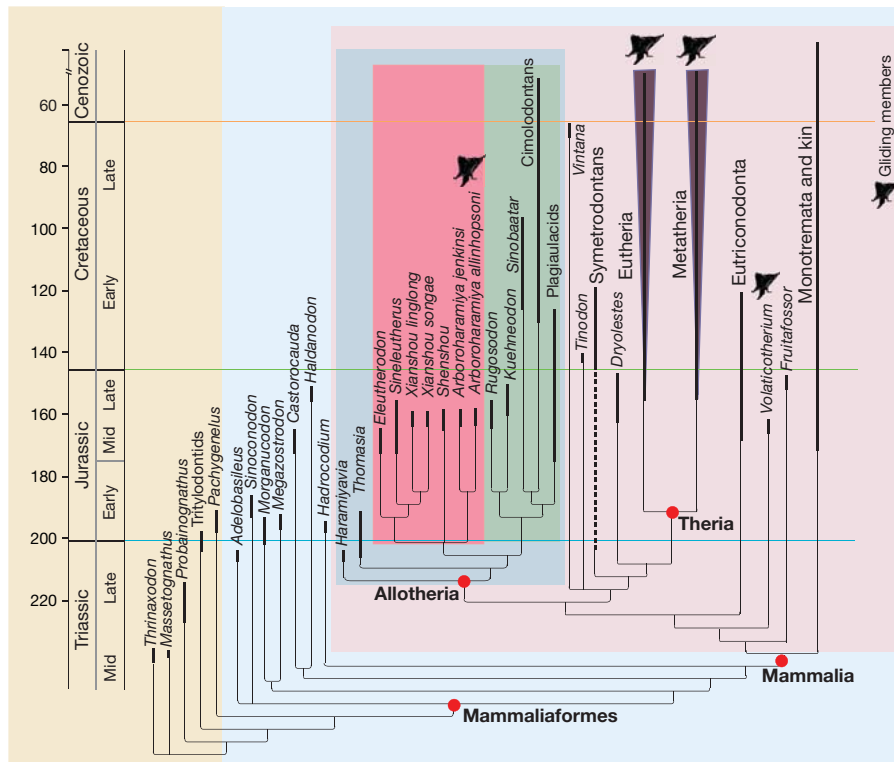 Cenozoic
Cretaceous
Jurassic
Triassic
Late
Early
Late
Mid
Early
Late
Mid
60
80
100
120
140
160
180
200
220
Thrinaxodon
Massetognathus
Probainognathus
Tritylodontids
Pachygenelus
Adelobasileus
Sinoconodon
Morganucodon
Megazostrodon
Castorocauda
Haldanodon
Hadrocodium
Haramiyavia
Thomasia
Eleutherodon
Sineleutherus
Xianshou linglong
Xianshou songae
Shenshou
Arboroharamiya jenkinsi
Arboroharamiya allinhopsoni
Rugosodon
Kuehneodon
Sinobaatar
Cimolodontans
Plagiaulacids
Vintana
Tinodon
Symetrodontans
Dryolestes
Eutheria
Metatheria
Eutriconodonta
Volaticotherium
Fruitafossor
Monotremata and kin
Gliding members
Theria
Allotheria
Mammalia
Mammaliaformes